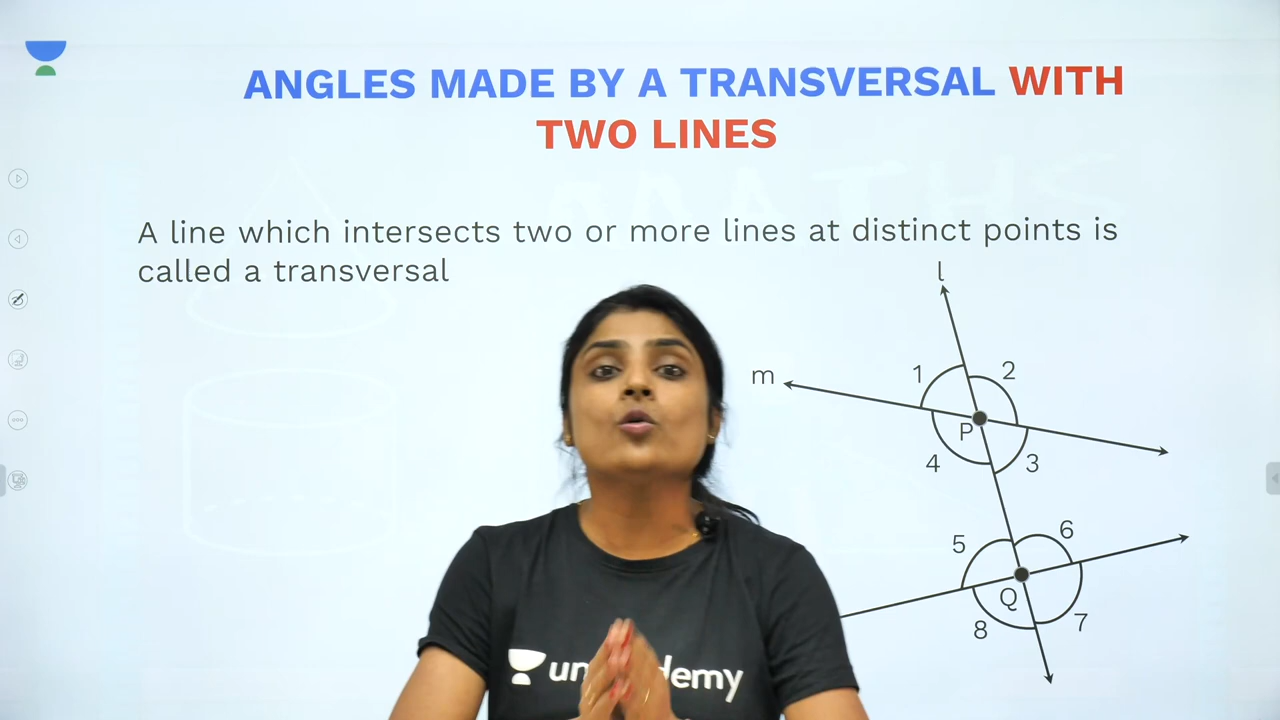 ANGLES MADE BY A TRANSVERSAL WITH
TWO LINES
A line which intersects two or more lines at distinct points is
called a transversal
l
m
1
2
P
4
3
5
6
Q
8
7
MATHS